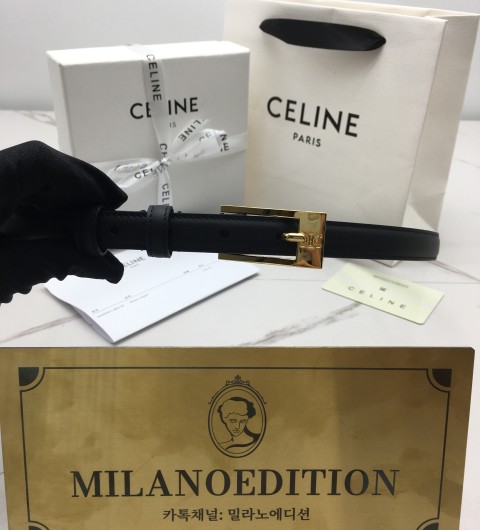 CELINE
CELINE
CELINE
PARIS
CELINE
CELINE
MILANOEDITION
카톡채널: 밀라노에디션